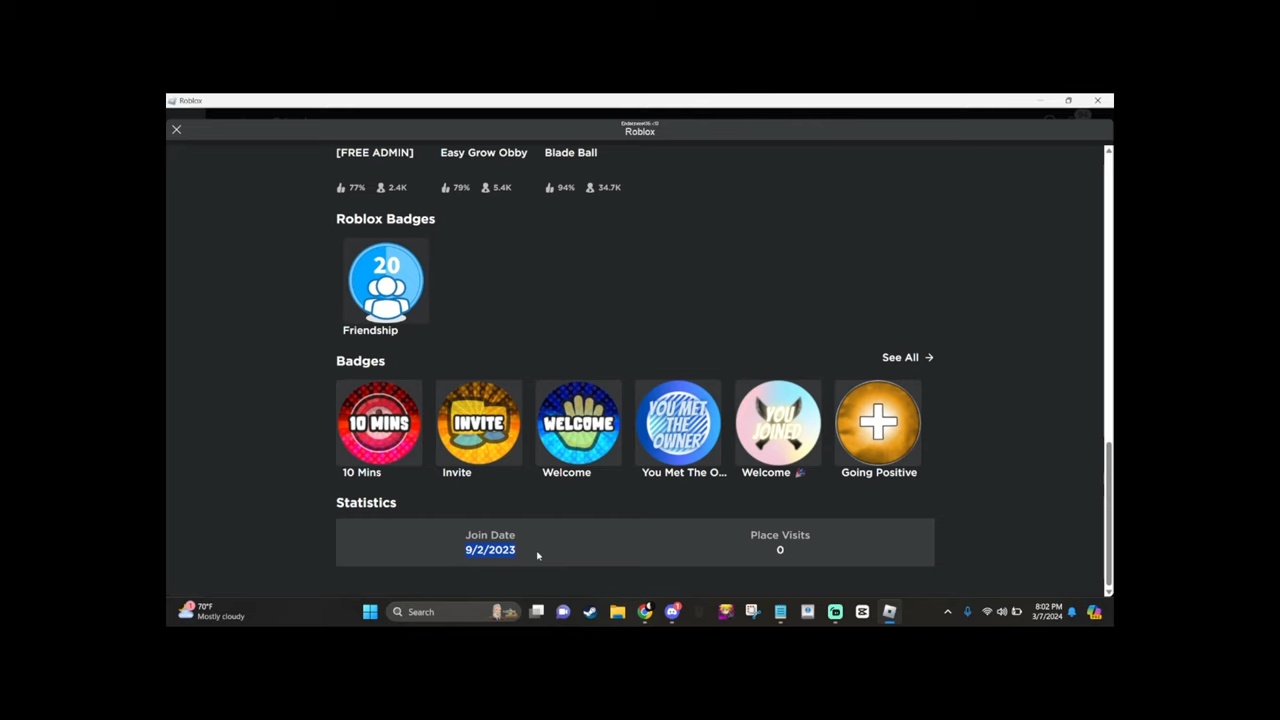 Roblox
Roblox
[FREE ADMIN]
Easy Grow Obby
Blade Ball
77%
2.4K
79%
5.4K
94%
34.7K
Roblox Badges
20
Friendship
Badges
See All →
10 MINS
INVITE
WELCOME
YOU MET THE OWNER
YOU JOINED
10 Mins
Invite
Welcome
You Met The O...
Welcome 🎉
Going Positive
Statistics
Join Date
Place Visits
9/2/2023
0
70°F
Mostly cloudy
Search
8:02 PM
3/7/2024